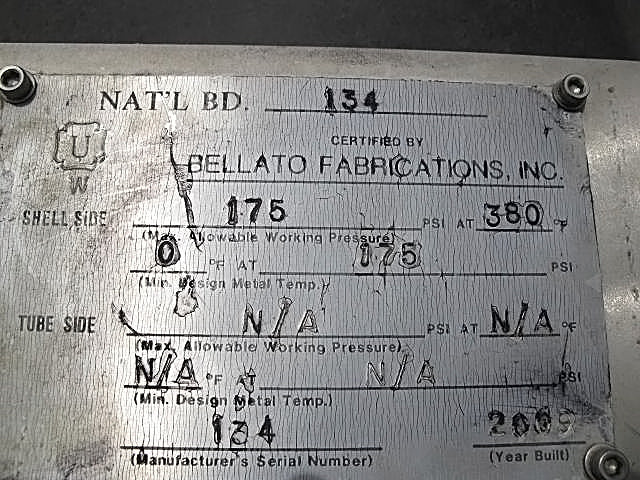 NAT'L BD. 134
U
W
CERTIFIED BY
BELLATO FABRICATIONS, INC.
SHELL SIDE 175 PSI AT 380 °F
(Max. Allowable Working Pressure)
0 °F AT 175 PSI
(Min. Design Metal Temp.)
TUBE SIDE N/A PSI AT N/A °F
(Max. Allowable Working Pressure)
N/A °F AT N/A PSI
(Min. Design Metal Temp.)
134
(Manufacturer's Serial Number) (Year Built)